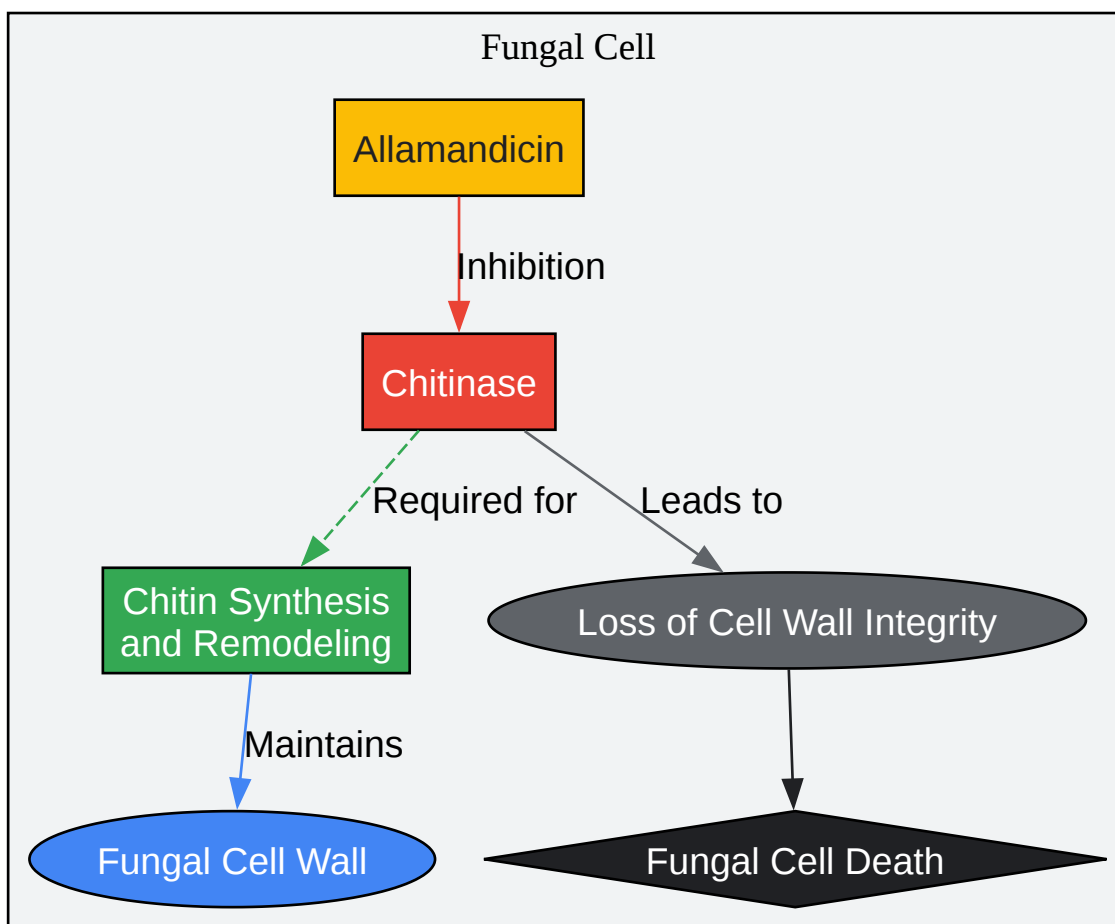 Fungal Cell
Allamandicin
Inhibition
Chitinase
Required for
Leads to
Chitin Synthesis
and Remodeling
Loss of Cell Wall Integrity
Maintains
Fungal Cell Wall
Fungal Cell Death